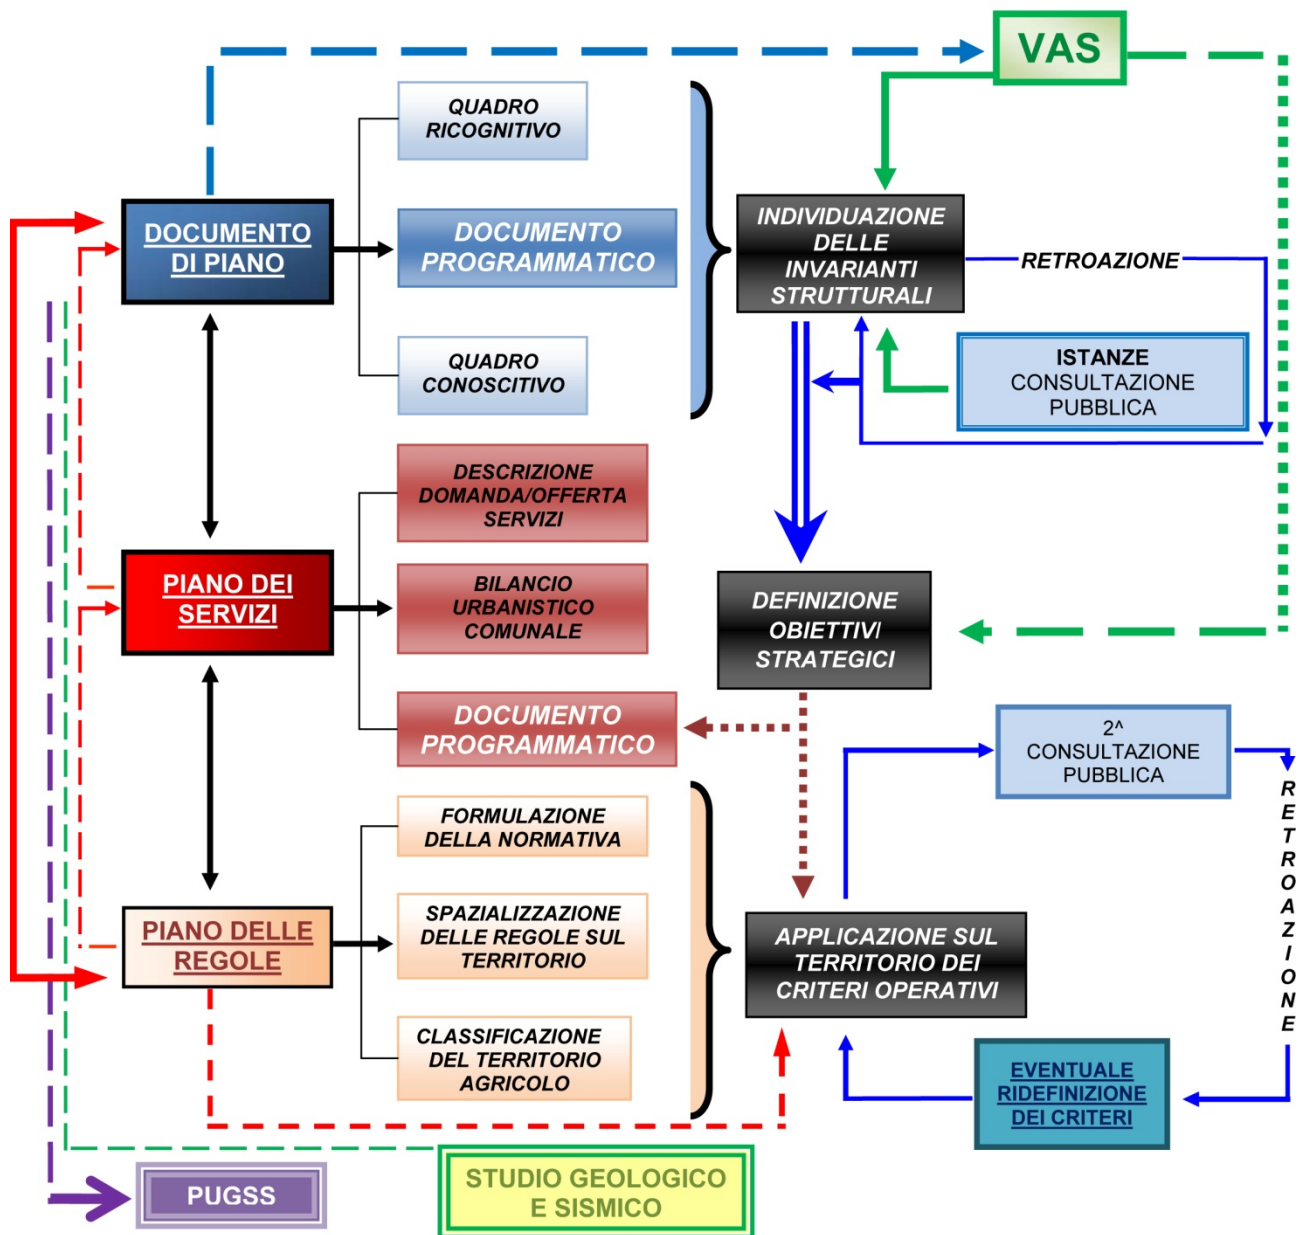 VAS
QUADRO
RICOGNITIVO
DOCUMENTO
DI PIANO
DOCUMENTO
PROGRAMMATICO
QUADRO
CONOSCITIVO
INDIVIDUAZIONE
DELLE
INVARIANTI
STRUTTURALI
RETROAZIONE
ISTANZE
CONSULTAZIONE
PUBBLICA
DESCRIZIONE
DOMANDA/OFFERTA
SERVIZI
PIANO DEI
SERVIZI
BILANCIO
URBANISTICO
COMUNALE
DOCUMENTO
PROGRAMMATICO
DEFINIZIONE
OBIETTIVI
STRATEGICI
2^
CONSULTAZIONE
PUBBLICA
RETROAZIONE
FORMULAZIONE
DELLA NORMATIVA
PIANO DELLE
REGOLE
SPAZIALIZZAZIONE
DELLE REGOLE SUL
TERRITORIO
CLASSIFICAZIONE
DEL TERRITORIO
AGRICOLO
APPLICAZIONE SUL
TERRITORIO DEI
CRITERI OPERATIVI
EVENTUALE
RIDEFINIZIONE
DEI CRITERI
PUGSS
STUDIO GEOLOGICO
E SISMICO